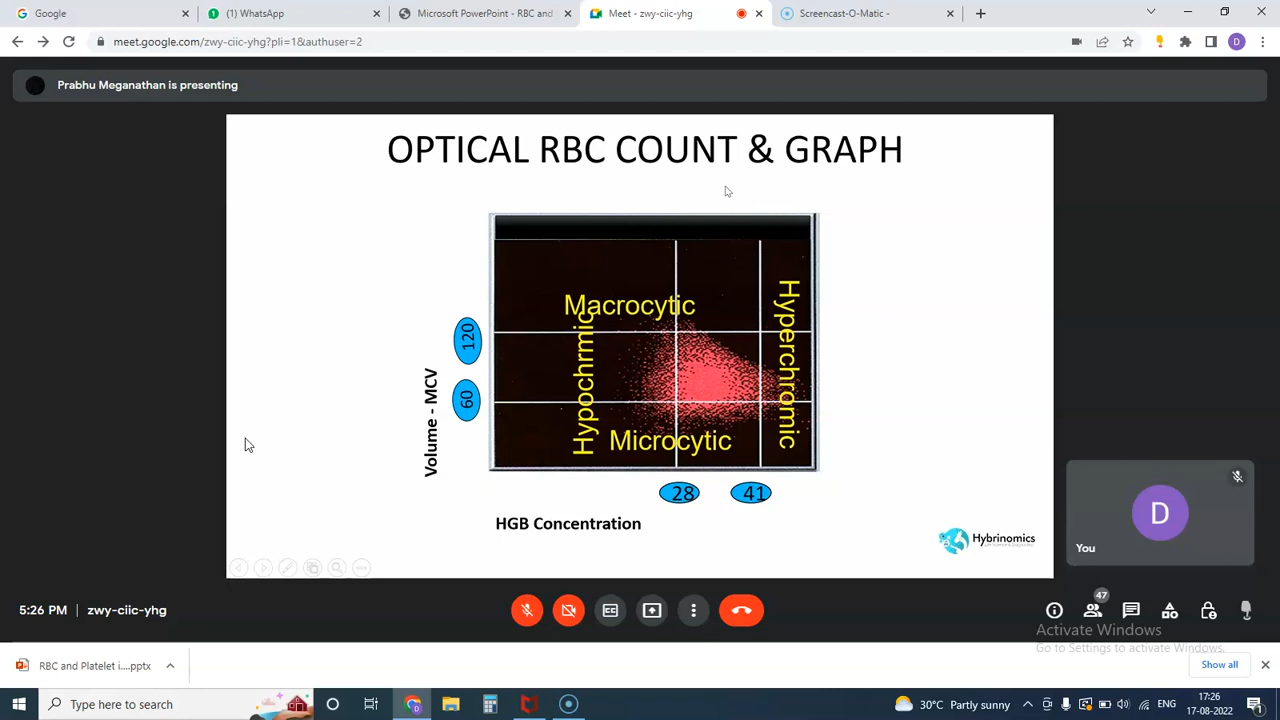 Google
(1) WhatsApp
Microsoft PowerPoint - RBC and
Meet - zwy-ciic-yhg
Screencast-O-Matic -
meet.google.com/zwy-ciic-yhg?pli=1&authuser=2
D
Prabhu Meganathan is presenting
OPTICAL RBC COUNT & GRAPH
Macrocytic
Hypochrmic
Hyperchromic
Microcytic
120
60
Volume - MCV
28
41
HGB Concentration
Hybrinomics
D
You
5:26 PM
zwy-ciic-yhg
47
Activate Windows
Go to Settings to activate Windows.
RBC and Platelet i....pptx
Show all
Type here to search
30°C Partly sunny
ENG
17:26
17-08-2022